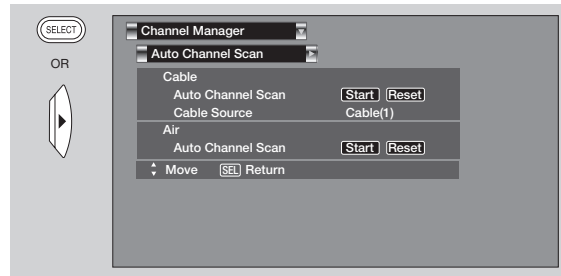 SELECT
OR
Channel Manager
Auto Channel Scan
Cable
Auto Channel Scan Start Reset
Cable Source Cable(1)
Air
Auto Channel Scan Start Reset
Move SEL Return